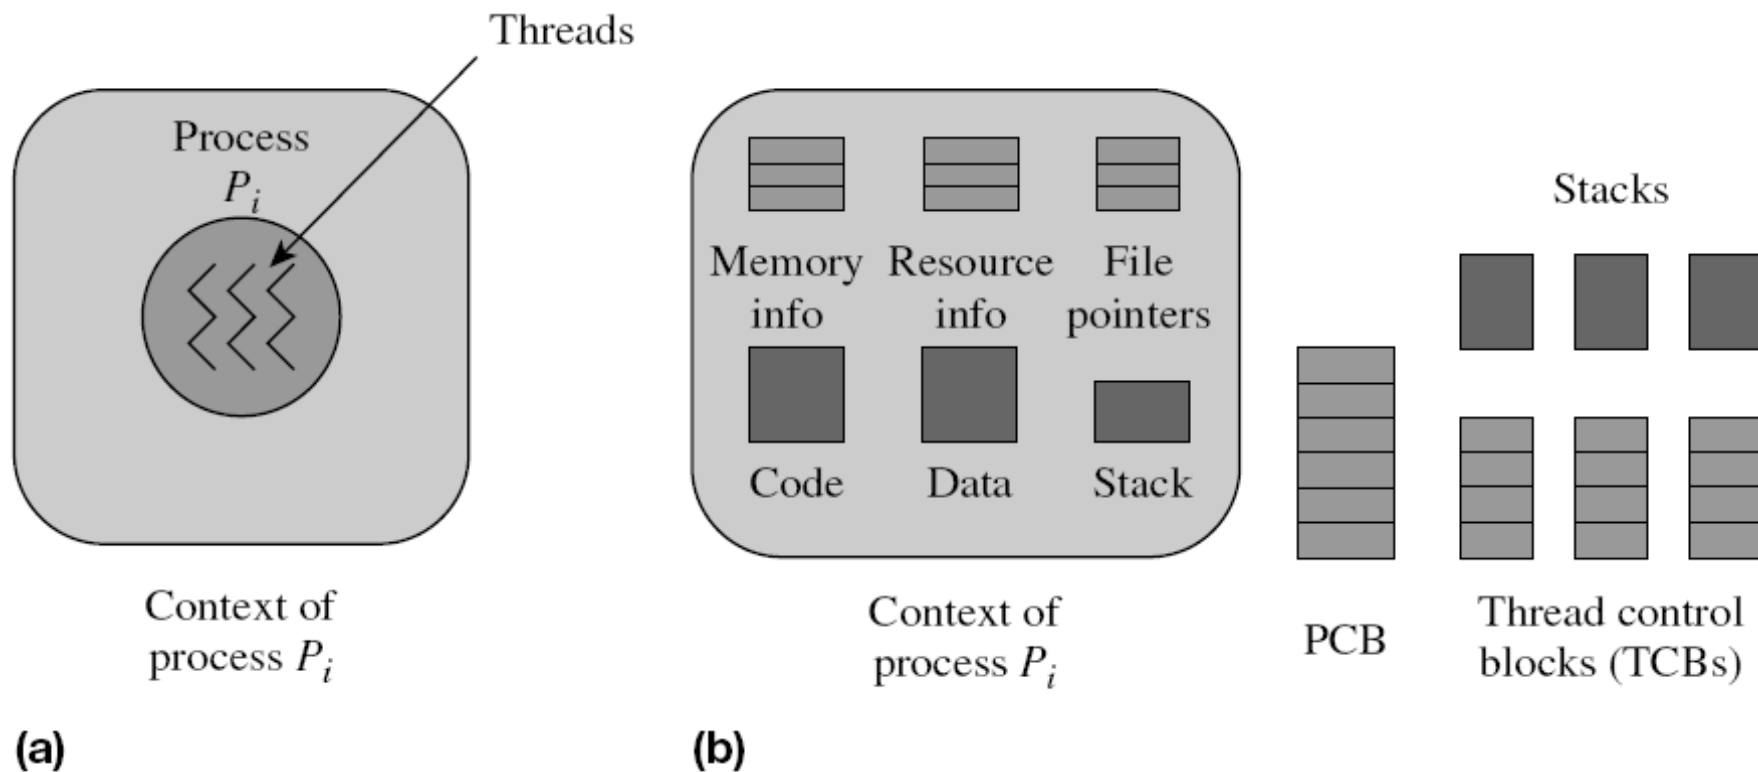 Threads
Process
P_i
Context of
process P_i
(a)
Memory
info
Resource
info
File
pointers
Code
Data
Stack
Context of
process P_i
(b)
PCB
Stacks
Thread control
blocks (TCBs)